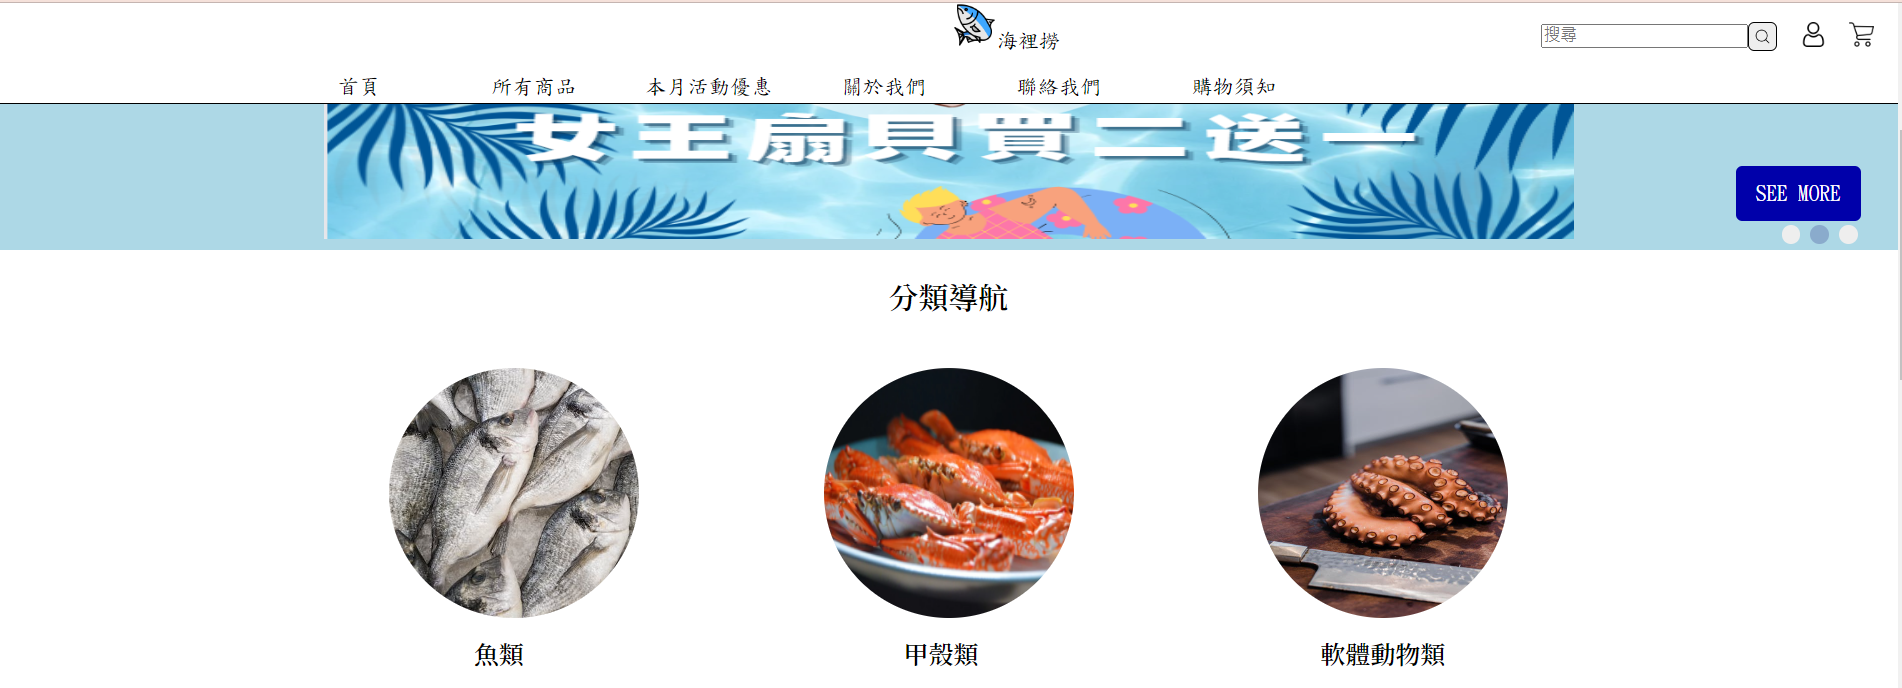 海裡撈
搜尋
首頁 所有商品 本月活動優惠 關於我們 聯絡我們 購物須知
女王扇貝買二送一
SEE MORE
分類導航
魚類 甲殼類 軟體動物類